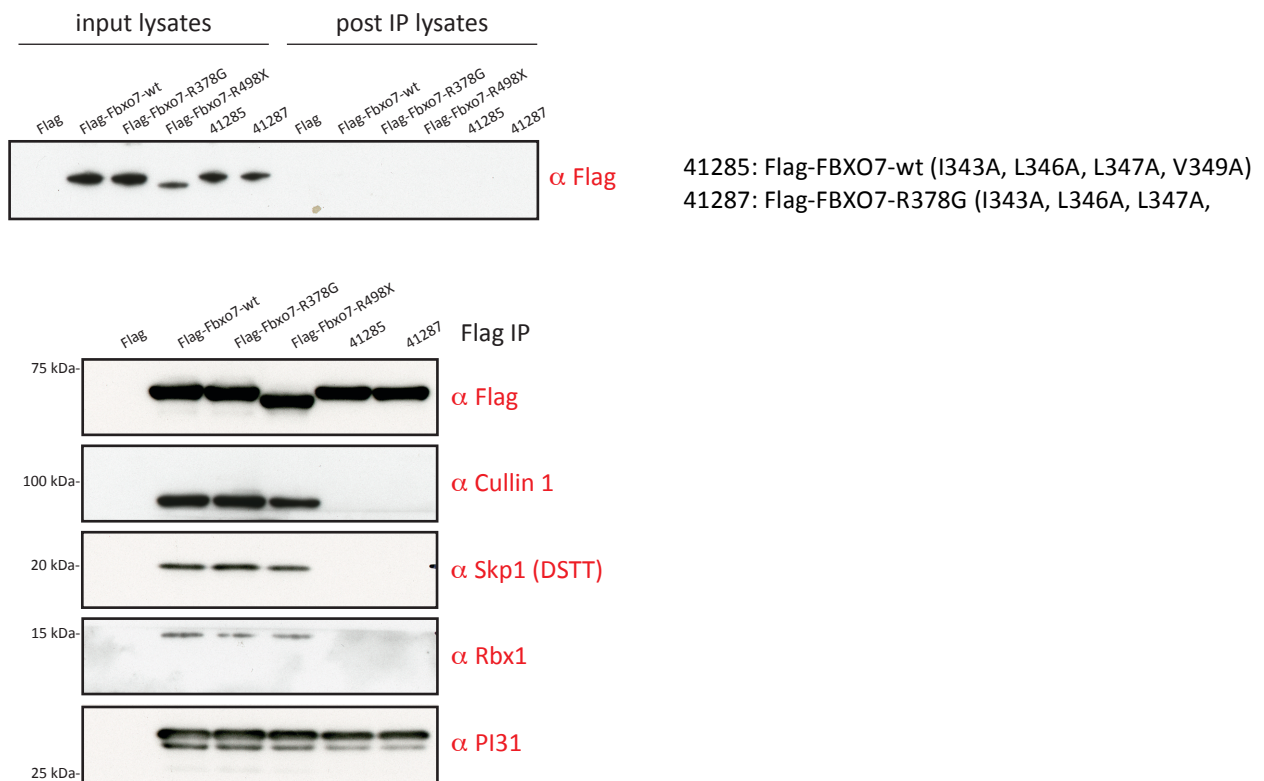 input lysates post IP lysates
Flag Flag-Fbxo7-wt Flag-Fbxo7-R378G Flag-Fbxo7-R498X 41285 41287 Flag Flag-Fbxo7-wt Flag-Fbxo7-R378G Flag-Fbxo7-R498X 41285 41287
α Flag
41285: Flag-FBXO7-wt (I343A, L346A, L347A, V349A)
41287: Flag-FBXO7-R378G (I343A, L346A, L347A,
Flag Flag-Fbxo7-wt Flag-Fbxo7-R378G Flag-Fbxo7-R498X 41285 41287 Flag IP
75 kDa-
α Flag
100 kDa-
α Cullin 1
20 kDa-
α Skp1 (DSTT)
15 kDa-
α Rbx1
α PI31
25 kDa-